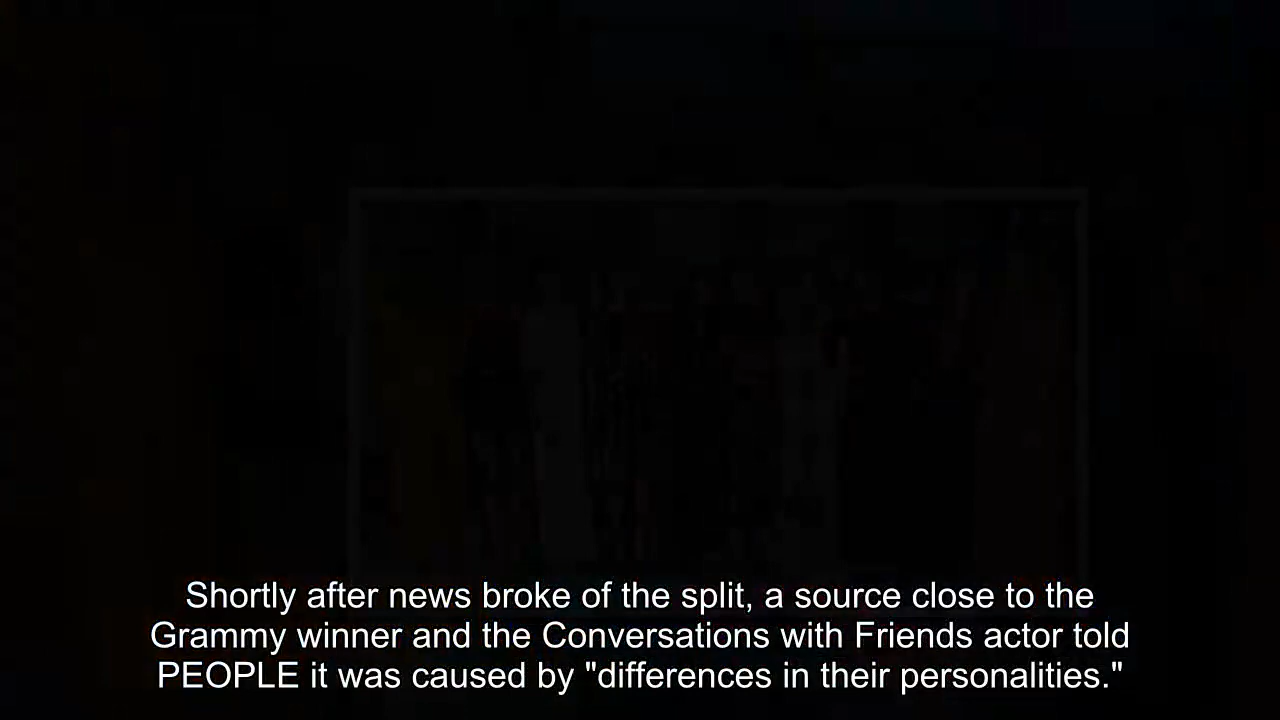 Shortly after news broke of the split, a source close to the
Grammy winner and the Conversations with Friends actor told
PEOPLE it was caused by "differences in their personalities."